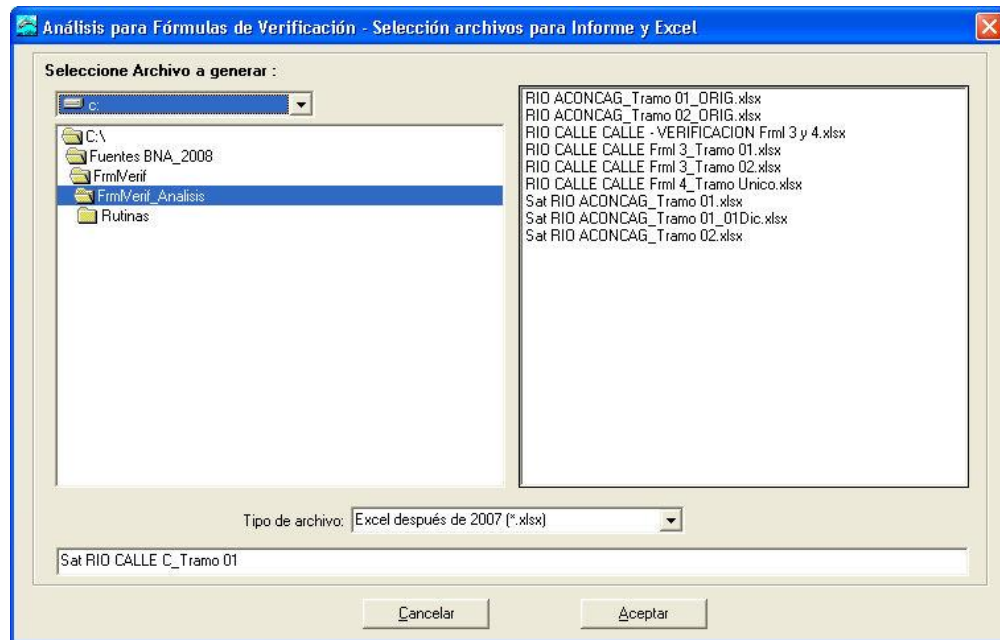 Análisis para Fórmulas de Verificación - Selección archivos para Informe y Excel
Seleccione Archivo a generar :
c:
C:\
Fuentes BNA_2008
FrmlVerif
FrmlVerif_Analisis
Rutinas
RIO ACONCAG_Tramo 01_ORIG.xlsx
RIO ACONCAG_Tramo 02_ORIG.xlsx
RIO CALLE CALLE - VERIFICACION Frml 3 y 4.xlsx
RIO CALLE CALLE Frml 3_Tramo 01.xlsx
RIO CALLE CALLE Frml 3_Tramo 02.xlsx
RIO CALLE CALLE Frml 4_Tramo Unico.xlsx
Sat RIO ACONCAG_Tramo 01.xlsx
Sat RIO ACONCAG_Tramo 01_01Dic.xlsx
Sat RIO ACONCAG_Tramo 02.xlsx
Tipo de archivo: Excel después de 2007 (*.xlsx)
Sat RIO CALLE C_Tramo 01
Cancelar
Aceptar